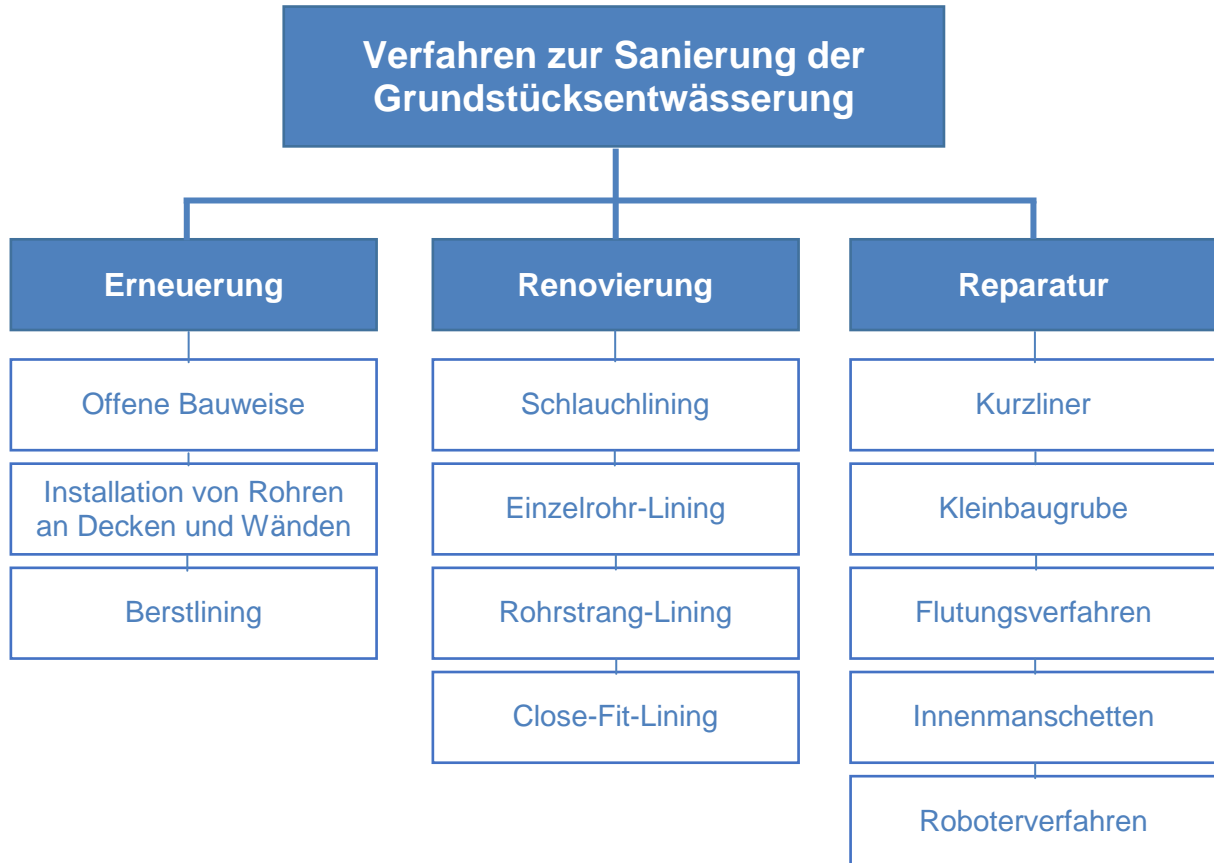 Verfahren zur Sanierung der
Grundstücksentwässerung
Erneuerung
Offene Bauweise
Installation von Rohren
an Decken und Wänden
Berstlining
Renovierung
Schlauchlining
Einzelrohr-Lining
Rohrstrang-Lining
Close-Fit-Lining
Reparatur
Kurzliner
Kleinbaugrube
Flutungsverfahren
Innenmanschetten
Roboterverfahren